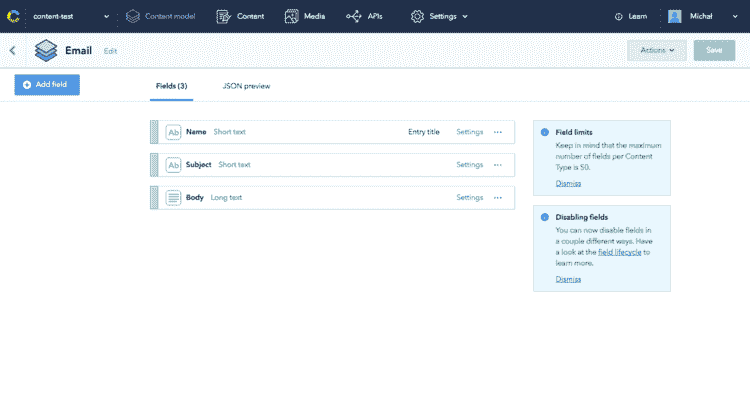 content-test Content model Content Media APIs Settings Learn Michał
Email Edit Actions Save
Add field Fields (3) JSON preview
Ab Name Short text Entry title Settings
Ab Subject Short text Settings
Body Long text Settings
Field limits
Keep in mind that the maximum
number of fields per Content
Type is 50.
Dismiss
Disabling fields
You can now disable fields in
a couple different ways. Have
a look at the field lifecycle to
learn more.
Dismiss